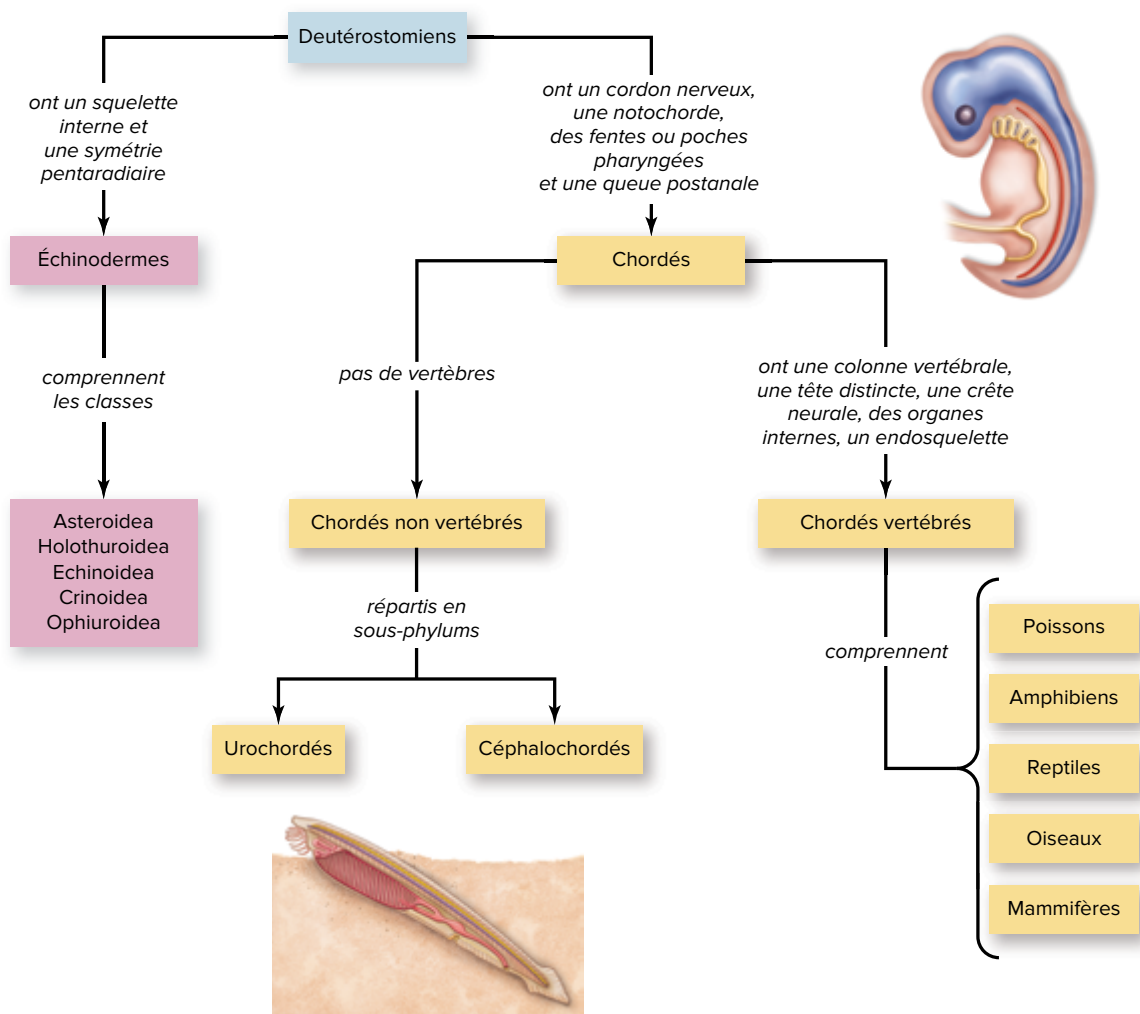 Deutérostomiens
ont un squelette
interne et
une symétrie
pentaradiaire
ont un cordon nerveux,
une notochorde,
des fentes ou poches
pharyngées
et une queue postanale
Échinodermes
Chordés
comprennent
les classes
pas de vertèbres
ont une colonne vertébrale,
une tête distincte, une crête
neurale, des organes
internes, un endosquelette
Asteroidea
Holothuroidea
Echinoidea
Crinoidea
Ophiuroidea
Chordés non vertébrés
Chordés vertébrés
répartis en
sous-phylums
comprennent
Urochordés
Céphalochordés
Poissons
Amphibiens
Reptiles
Oiseaux
Mammifères